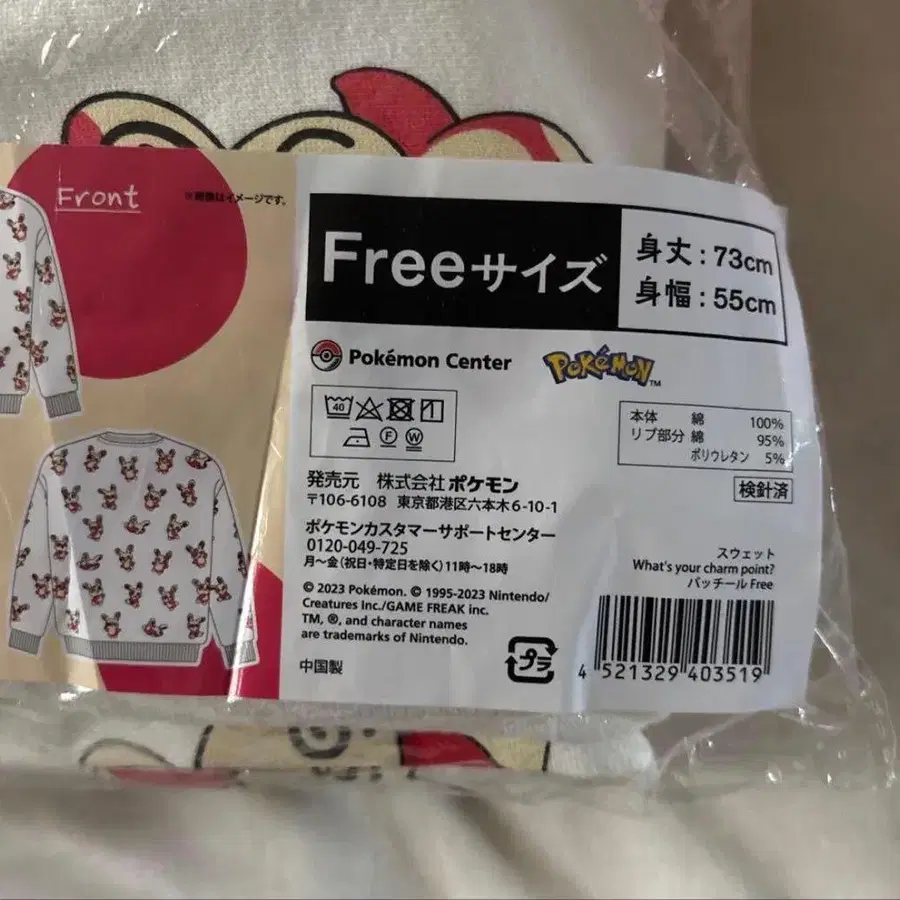 Front
※画像はイメージです。
Freeサイズ
身丈：73cm
身幅：55cm
Pokémon Center
POKéMON™
40
本体 綿 100%
リブ部分 綿 95%
ポリウレタン 5%
F W
検針済
発売元 株式会社ポケモン
〒106-6108 東京都港区六本木6-10-1
ポケモンカスタマーサポートセンター
0120-049-725
月～金（祝日・特定日を除く）11時～18時
スウェット
What's your charm point?
パッチール Free
© 2023 Pokémon. © 1995-2023 Nintendo/
Creatures Inc./GAME FREAK inc.
TM, ®, and character names
are trademarks of Nintendo.
中国製
プラ
4 521329 403519